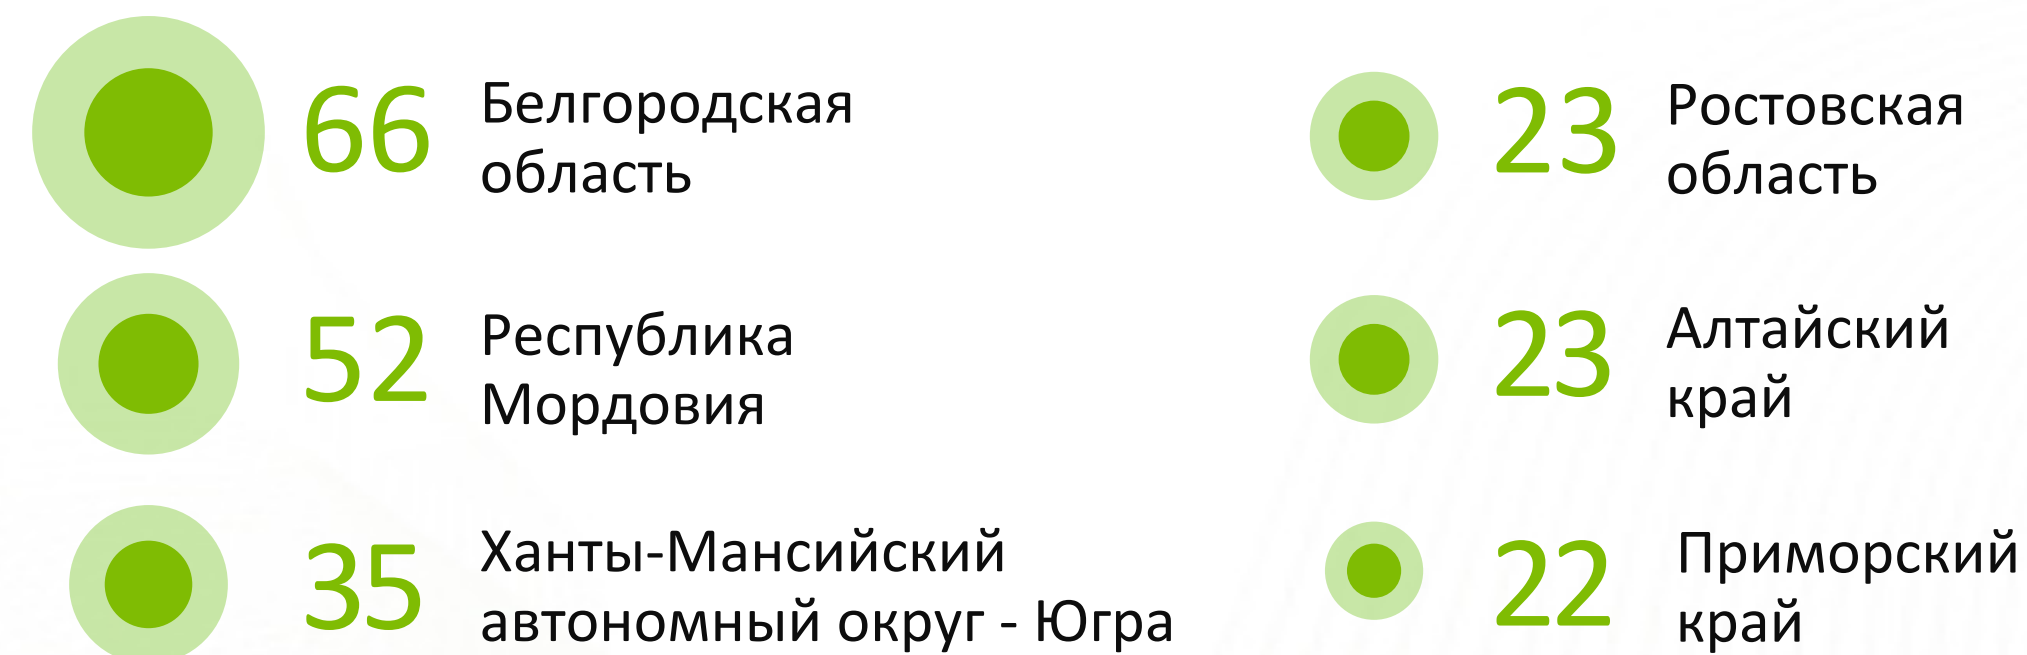 66 Белгородская
область
52 Республика
Мордовия
35 Ханты-Мансийский
автономный округ - Югра
23 Ростовская
область
23 Алтайский
край
22 Приморский
край